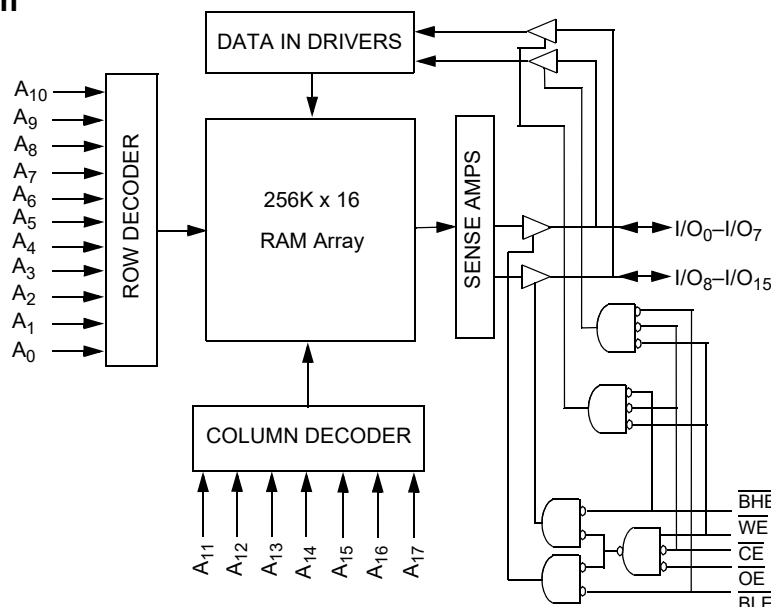 DATA IN DRIVERS
A10
A9
A8
A7
A6
A5
A4
A3
A2
A1
A0
ROW DECODER
256K x 16
RAM Array
SENSE AMPS
I/O0–I/O7
I/O8–I/O15
COLUMN DECODER
A11
A12
A13
A14
A15
A16
A17
BHE
WE
CE
OE
BLE